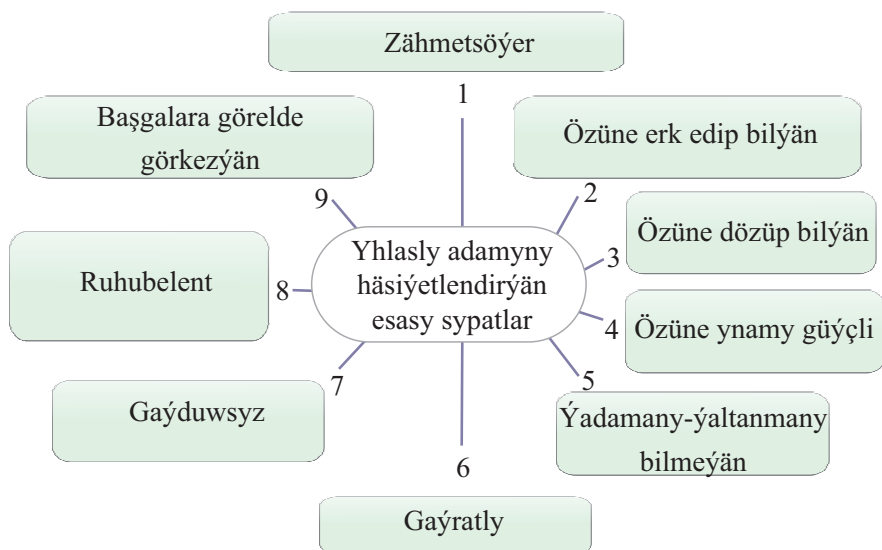 Zähmetsöýer
1
Özüne erk edip bilýän
2
Özüne dözüp bilýän
3
Özüne ynamy güýçli
4
Ýadamany-ýaltanmany
bilmeýän
5
Gaýratly
6
Gaýduwsyz
7
Ruhubelent
8
Başgalara görelde
görkezýän
9
Yhlasly adamyny
häsiýetlendirýän
esasy sypatlar